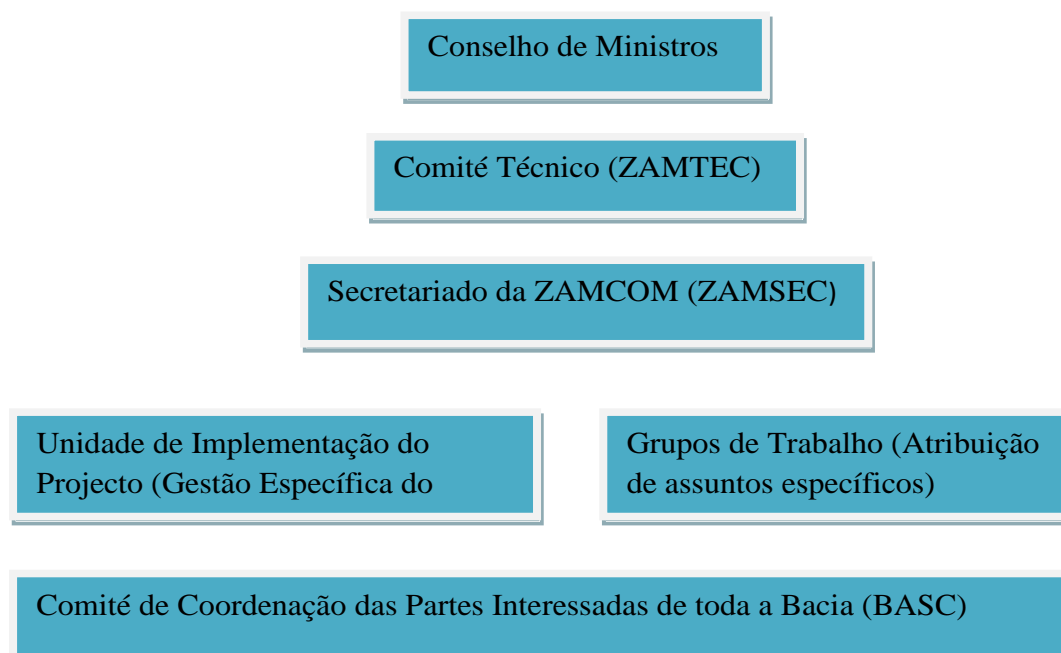 Conselho de Ministros
Comité Técnico (ZAMTEC)
Secretariado da ZAMCOM (ZAMSEC)
Unidade de Implementação do
Projecto (Gestão Específica do
Grupos de Trabalho (Atribuição
de assuntos específicos)
Comité de Coordenação das Partes Interessadas de toda a Bacia (BASC)